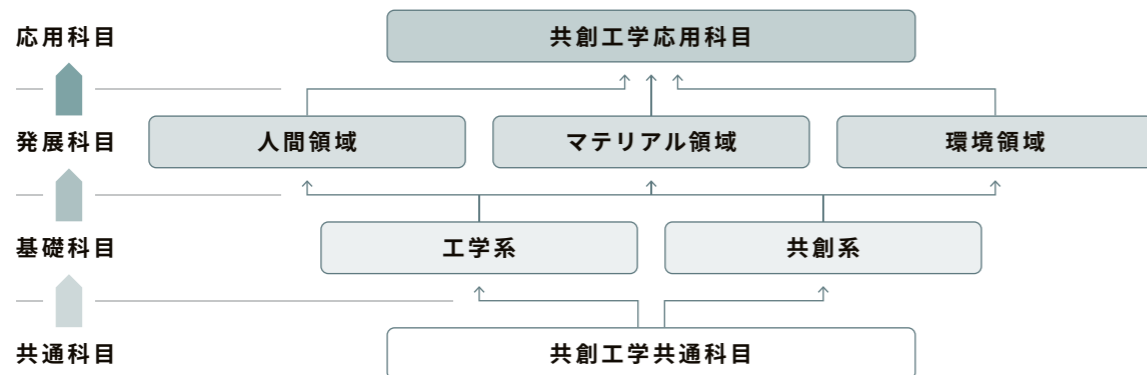 応用科目
共創工学応用科目
発展科目
人間領域
マテリアル領域
環境領域
基礎科目
工学系
共創系
共通科目
共創工学共通科目